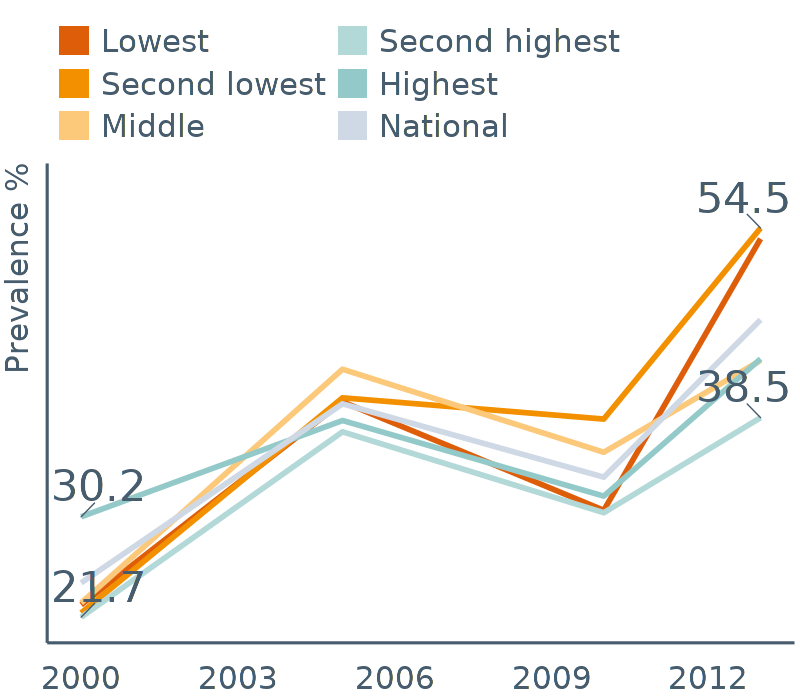 Lowest
Second lowest
Middle
Second highest
Highest
National
Prevalence %
54.5
38.5
30.2
21.7
2000 2003 2006 2009 2012